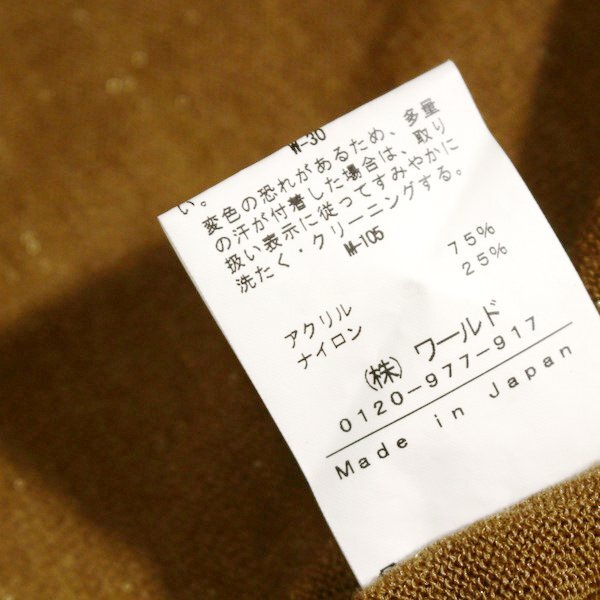 い。
W-30
変色の恐れがあるため、多量
の汗が付着した場合は、取り
扱い表示に従ってすみやかに
洗たく・クリーニングする。
M-105
アクリル 75%
ナイロン 25%
(株) ワールド
0120-977-917
Made in Japan